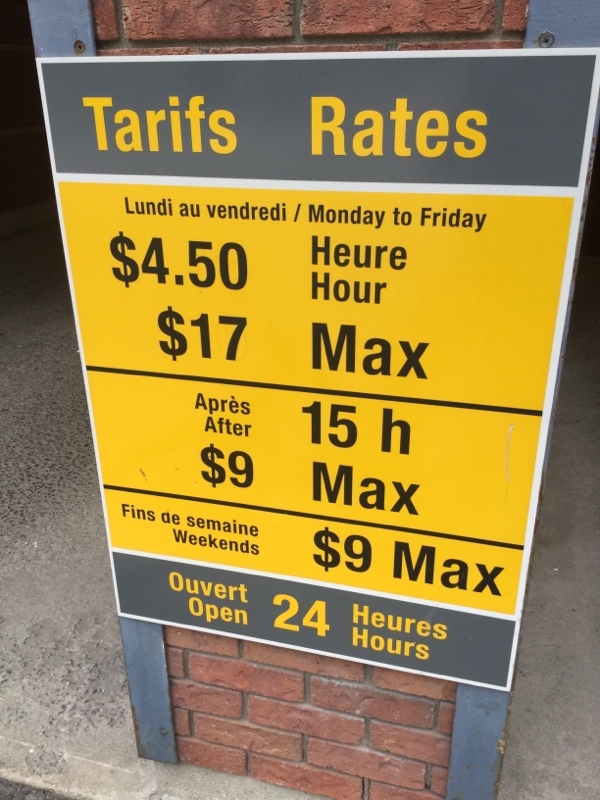 Tarifs Rates
Lundi au vendredi / Monday to Friday
$4.50 Heure
Hour
$17 Max
Après
After 15 h
$9 Max
Fins de semaine
Weekends $9 Max
Ouvert
Open 24 Heures
Hours